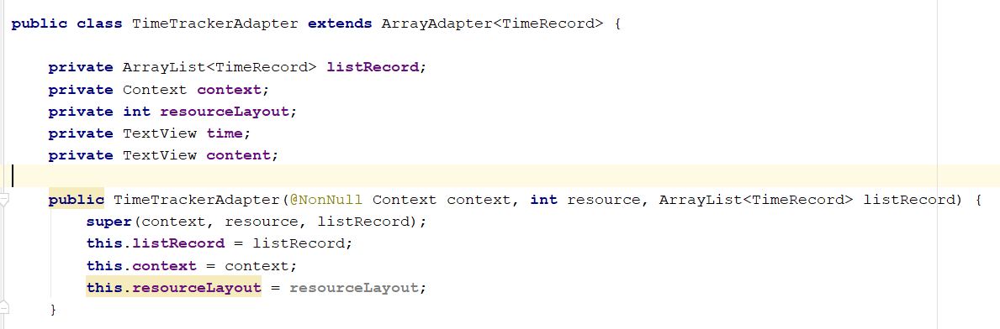 public class TimeTrackerAdapter extends ArrayAdapter<TimeRecord> {
private ArrayList<TimeRecord> listRecord;
private Context context;
private int resourceLayout;
private TextView time;
private TextView content;
public TimeTrackerAdapter(@NonNull Context context, int resource, ArrayList<TimeRecord> listRecord) {
super(context, resource, listRecord);
this.listRecord = listRecord;
this.context = context;
this.resourceLayout = resourceLayout;
}